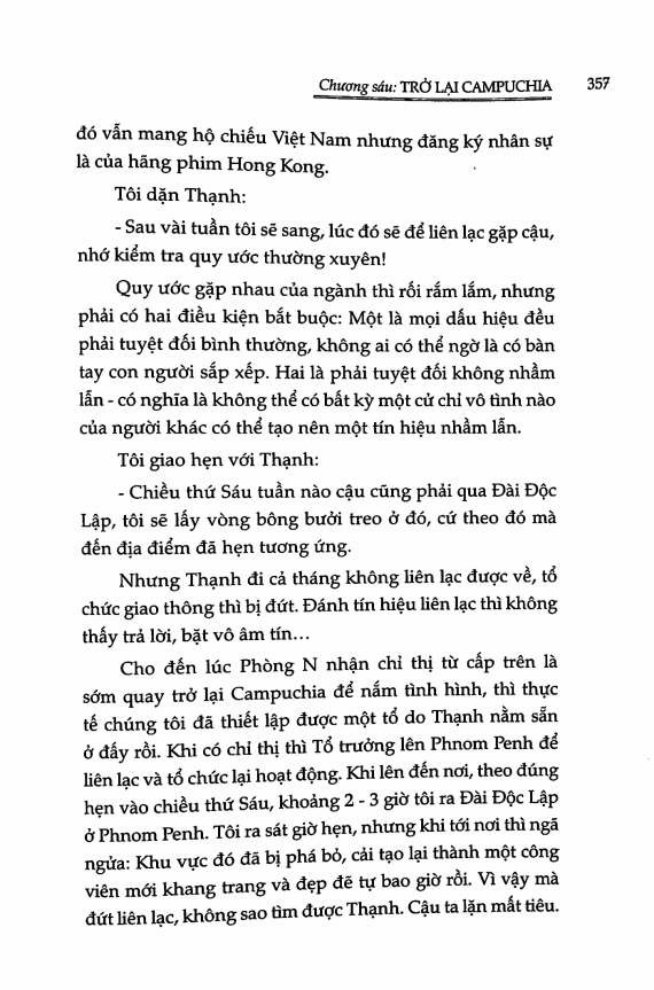 Chương sáu: TRỞ LẠI CAMPUCHIA 357
đó vẫn mang hộ chiếu Việt Nam nhưng đăng ký nhân sự
là của hãng phim Hong Kong.
Tôi dặn Thạnh:
- Sau vài tuần tôi sẽ sang, lúc đó sẽ để liên lạc gặp cậu,
nhớ kiểm tra quy ước thường xuyên!
Quy ước gặp nhau của ngành thì rối rắm lắm, nhưng
phải có hai điều kiện bắt buộc: Một là mọi dấu hiệu đều
phải tuyệt đối bình thường, không ai có thể ngờ là có bàn
tay con người sắp xếp. Hai là phải tuyệt đối không nhầm
lẫn - có nghĩa là không thể có bất kỳ một cử chỉ vô tình nào
của người khác có thể tạo nên một tín hiệu nhầm lẫn.
Tôi giao hẹn với Thạnh:
- Chiều thứ Sáu tuần nào cậu cũng phải qua Đài Độc
Lập, tôi sẽ lấy vòng bông bưởi treo ở đó, cứ theo đó mà
đến địa điểm đã hẹn tương ứng.
Nhưng Thạnh đi cả tháng không liên lạc được về, tổ
chức giao thông thì bị đứt. Đánh tín hiệu liên lạc thì không
thấy trả lời, bặt vô âm tín...
Cho đến lúc Phòng N nhận chỉ thị từ cấp trên là
sớm quay trở lại Campuchia để nắm tình hình, thì thực
tế chúng tôi đã thiết lập được một tổ do Thạnh nằm sẵn
ở đấy rồi. Khi có chỉ thị thì Tổ trưởng lên Phnom Penh để
liên lạc và tổ chức lại hoạt động. Khi lên đến nơi, theo đúng
hẹn vào chiều thứ Sáu, khoảng 2 - 3 giờ tôi ra Đài Độc Lập
ở Phnom Penh. Tôi ra sát giờ hẹn, nhưng khi tới nơi thì ngã
ngửa: Khu vực đó đã bị phá bỏ, cải tạo lại thành một công
viên mới khang trang và đẹp đẽ tự bao giờ rồi. Vì vậy mà
đứt liên lạc, không sao tìm được Thạnh. Cậu ta lặn mất tiêu.